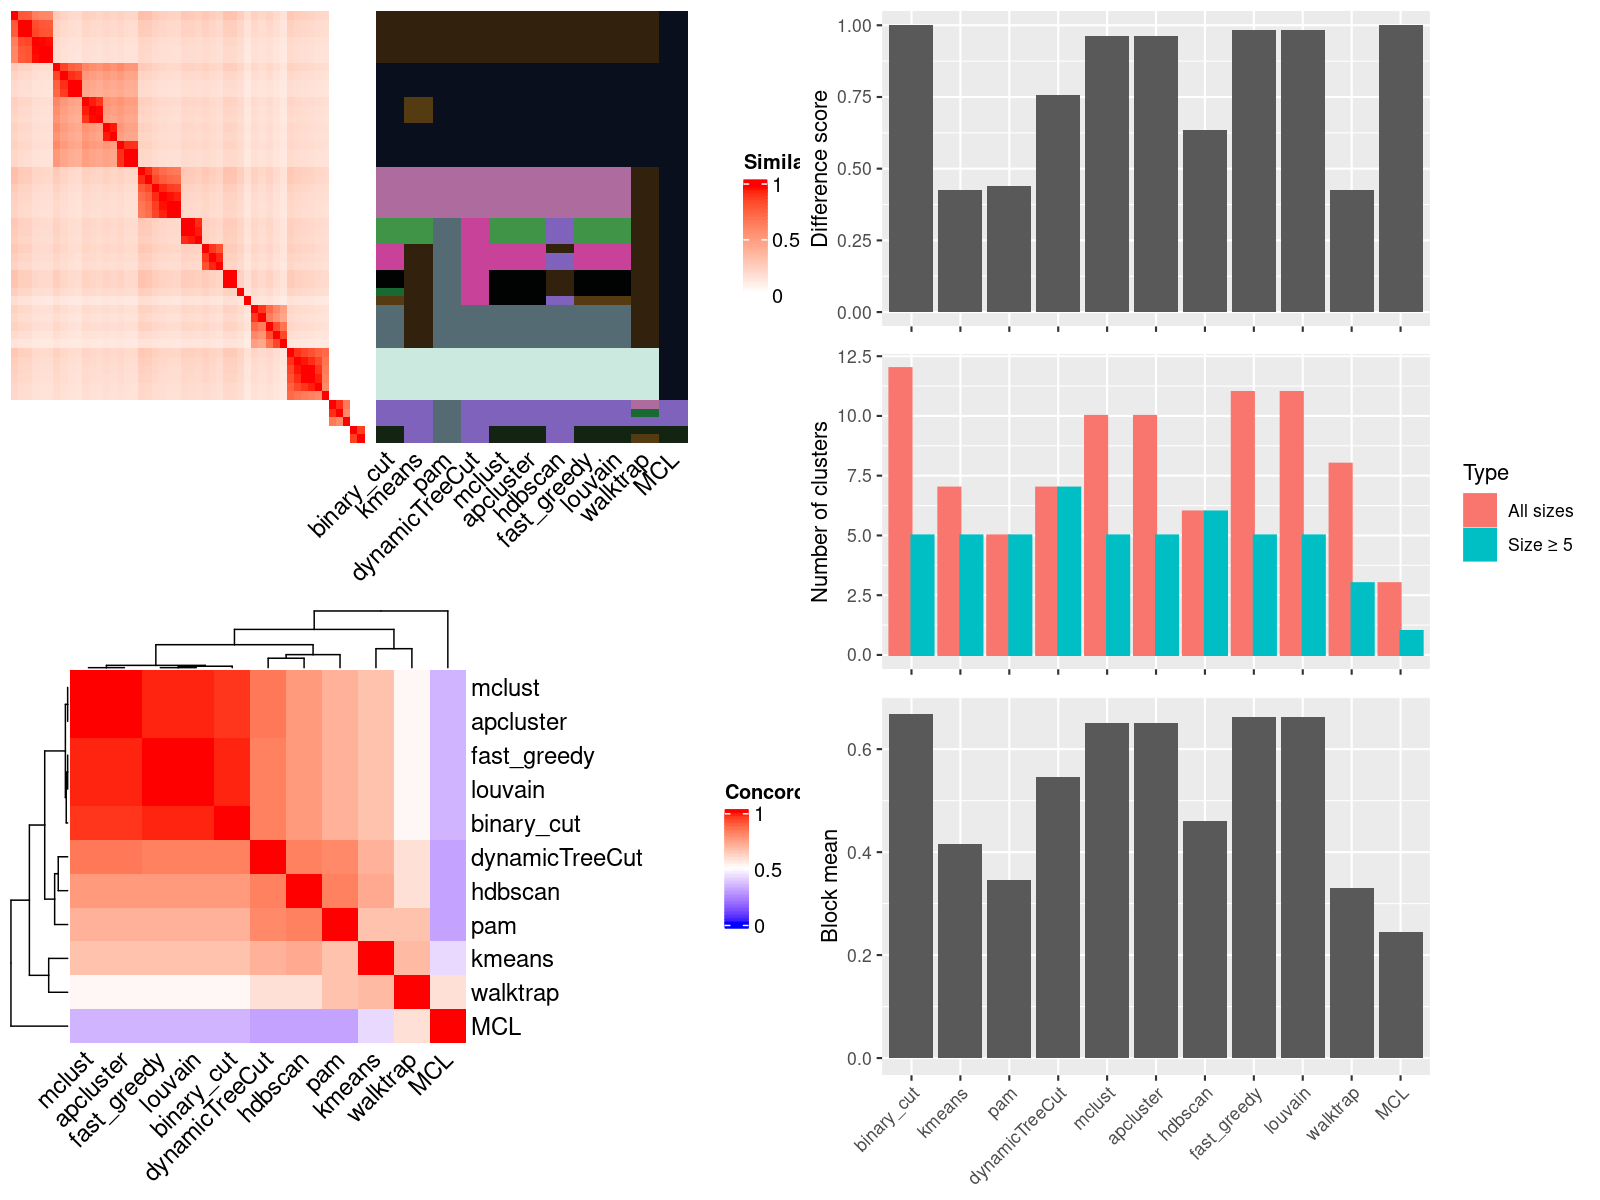 Simila
1
0.5
0
binary_cut
kmeans
pam
dynamicTreeCut
mclust
apcluster
hdbscan
fast_greedy
louvain
walktrap
MCL
mclust
apcluster
fast_greedy
louvain
binary_cut
dynamicTreeCut
hdbscan
pam
kmeans
walktrap
MCL
Concord
1
0.5
0
mclust
apcluster
fast_greedy
louvain
binary_cut
dynamicTreeCut
hdbscan
pam
kmeans
walktrap
MCL
Difference score
1.00
0.75
0.50
0.25
0.00
Number of clusters
12.5
10.0
7.5
5.0
2.5
0.0
Type
All sizes
Size ≥ 5
Block mean
0.6
0.4
0.2
0.0
binary_cut
kmeans
pam
dynamicTreeCut
mclust
apcluster
hdbscan
fast_greedy
louvain
walktrap
MCL